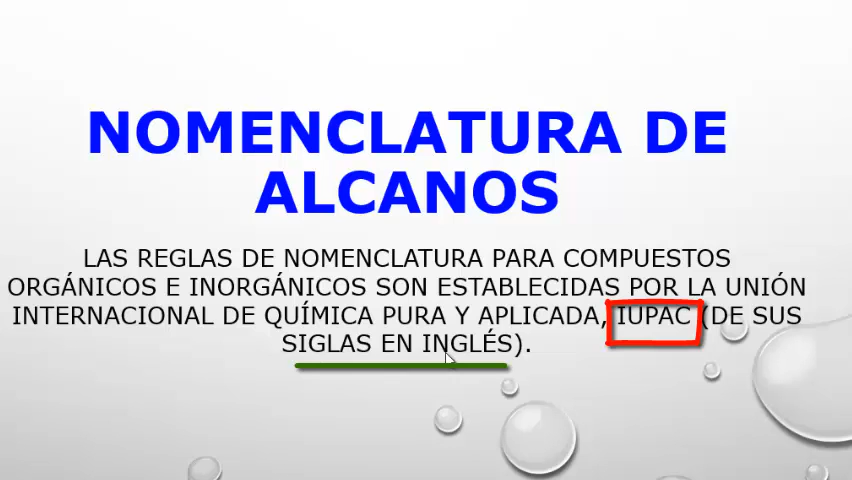 NOMENCLATURA DE
ALCANOS
LAS REGLAS DE NOMENCLATURA PARA COMPUESTOS
ORGÁNICOS E INORGÁNICOS SON ESTABLECIDAS POR LA UNIÓN
INTERNACIONAL DE QUÍMICA PURA Y APLICADA, IUPAC (DE SUS
SIGLAS EN INGLÉS).